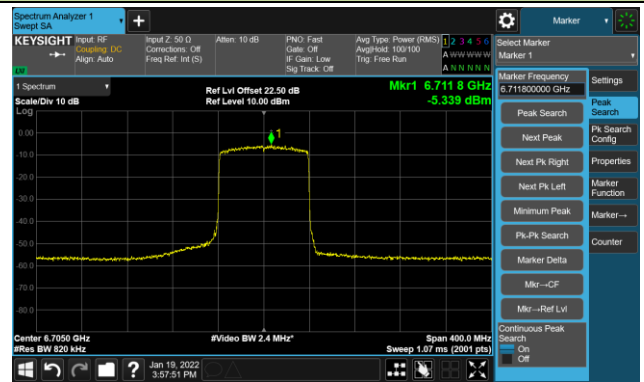 Spectrum Analyzer 1
Swept SA
Marker
KEYSIGHT
Input: RF
Coupling: DC
Align: Auto
Input Z: 50 Ω
Corrections: Off
Freq Ref: Int (S)
Atten: 10 dB
PNO: Fast
Gate: Off
IF Gain: Low
Sig Track: Off
Avg Type: Power (RMS)
Avg|Hold: 100/100
Trig: Free Run
1 2 3 4 5 6
A W W W W W
A N N N N N
LW
Select Marker
Marker 1
1 Spectrum
Scale/Div 10 dB
Log
Ref Lvl Offset 22.50 dB
Ref Level 10.00 dBm
Mkr1 6.711 8 GHz
-5.339 dBm
1
0.00
-10.0
-20.0
-30.0
-40.0
-50.0
-60.0
-70.0
-80.0
Center 6.7050 GHz
#Res BW 820 kHz
#Video BW 2.4 MHz*
Span 400.0 MHz
Sweep 1.07 ms (2001 pts)
Marker Frequency
6.711800000 GHz
Peak Search
Next Peak
Next Pk Right
Next Pk Left
Minimum Peak
Pk-Pk Search
Marker Delta
Mkr→CF
Mkr→Ref Lvl
Continuous Peak
Search
On
Off
Settings
Peak
Search
Pk Search
Config
Properties
Marker
Function
Marker→
Counter
?
Jan 19, 2022
3:57:51 PM